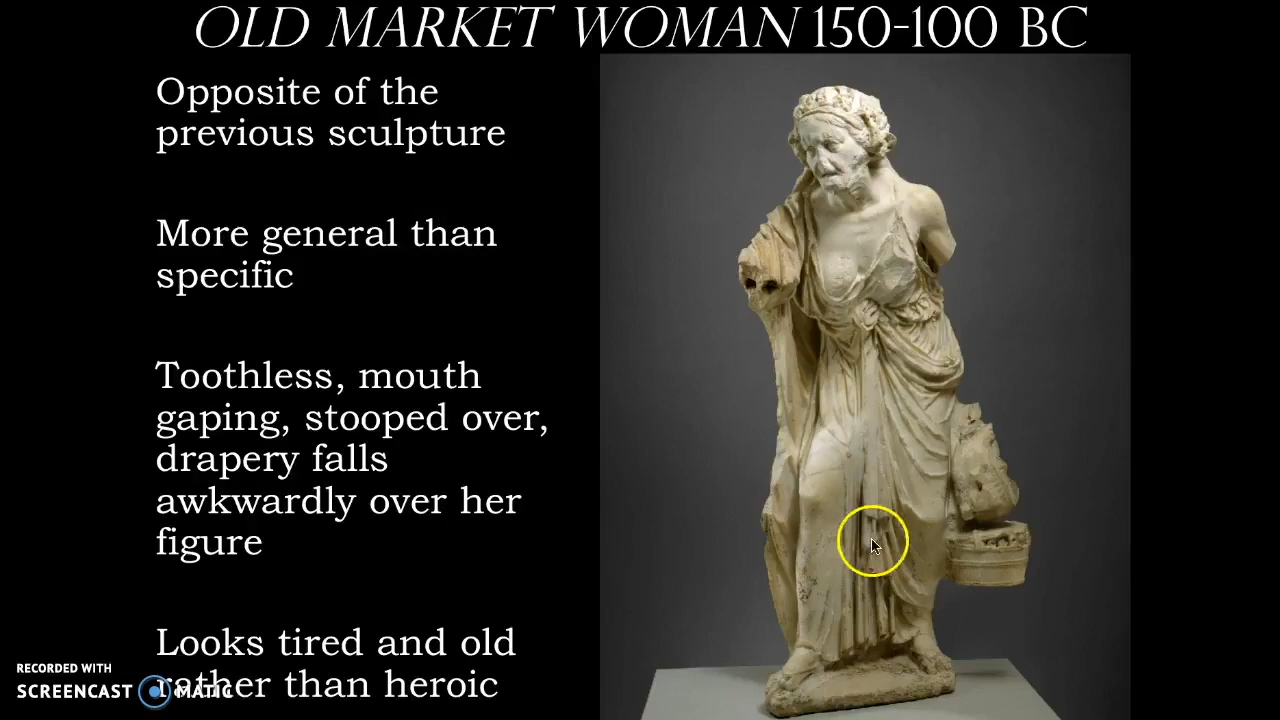 OLD MARKET WOMAN 150-100 BC
Opposite of the
previous sculpture
More general than
specific
Toothless, mouth
gaping, stooped over,
drapery falls
awkwardly over her
figure
Looks tired and old
rather than heroic
RECORDED WITH
SCREENCAST MATIC